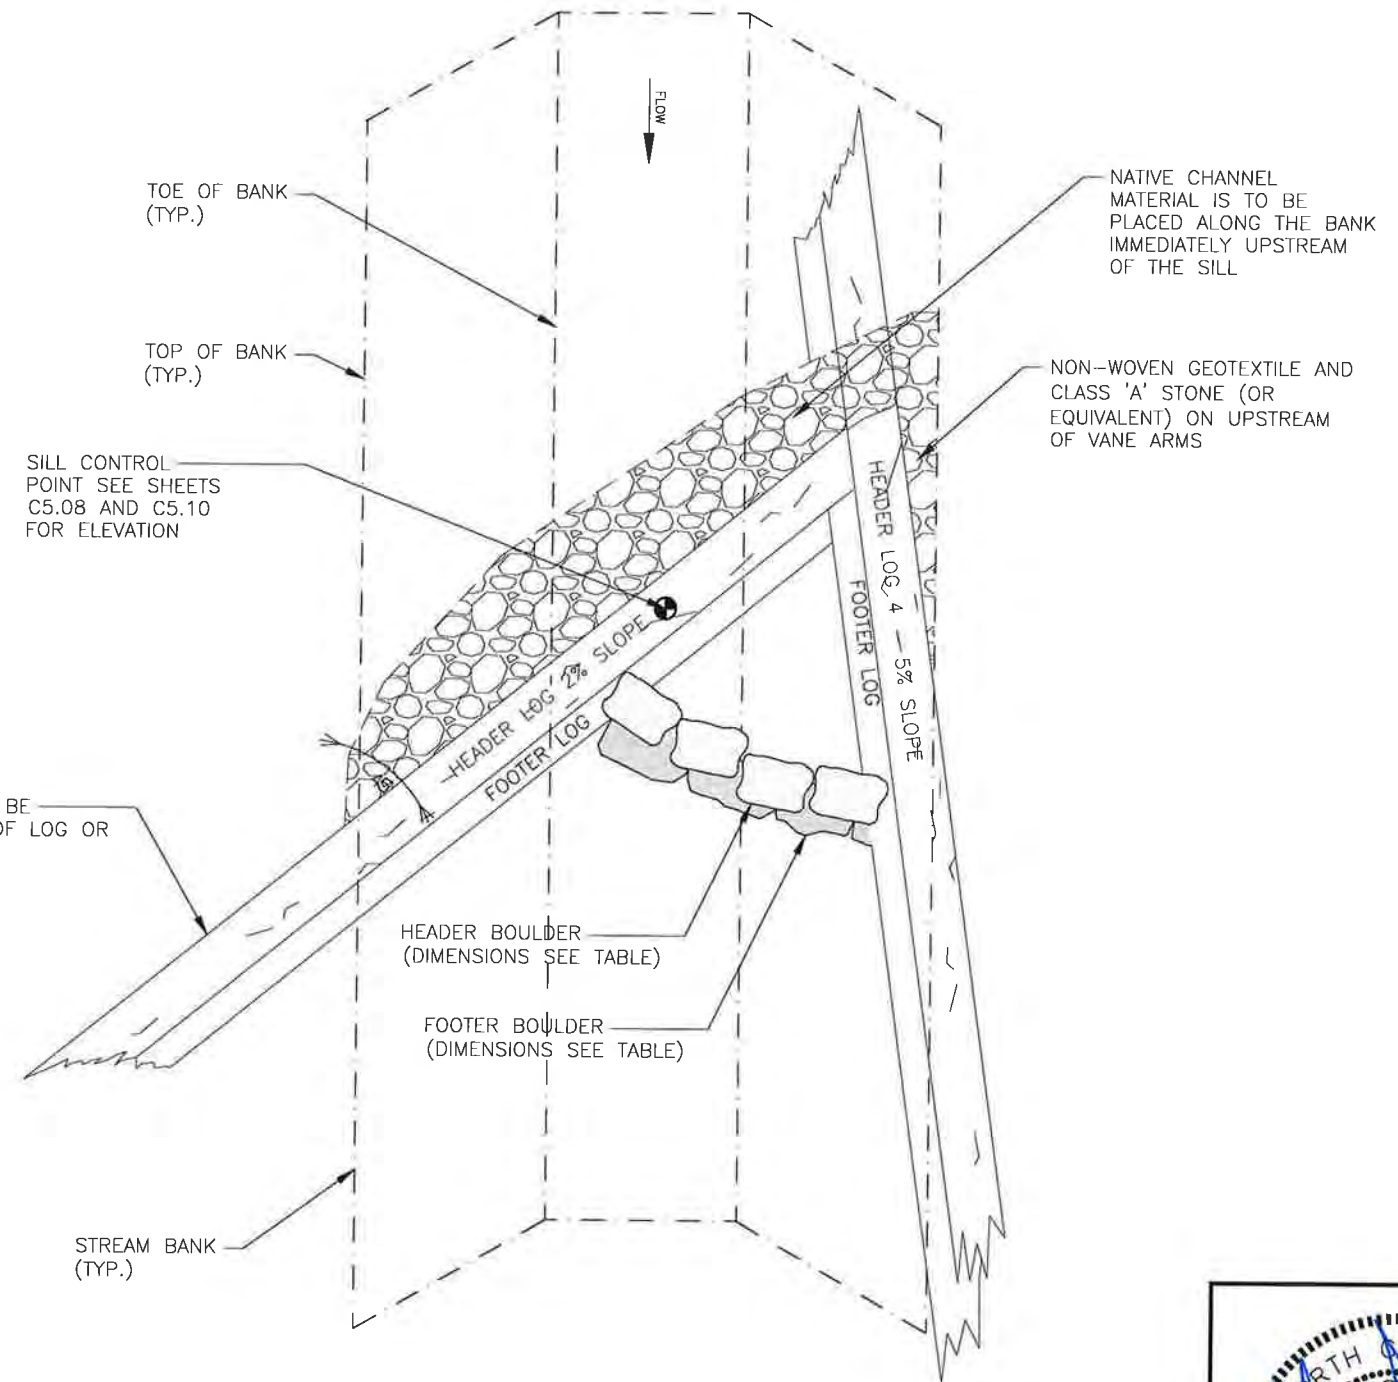 FLOW
TOE OF BANK
(TYP.)
TOP OF BANK
(TYP.)
SILL CONTROL
POINT SEE SHEETS
C5.08 AND C5.10
FOR ELEVATION
NATIVE CHANNEL
MATERIAL IS TO BE
PLACED ALONG THE BANK
IMMEDIATELY UPSTREAM
OF THE SILL
NON-WOVEN GEOTEXTILE AND
CLASS 'A' STONE (OR
EQUIVALENT) ON UPSTREAM
OF VANE ARMS
HEADER LOG 2% SLOPE
FOOTER LOG
HEADER LOG 4 - 5% SLOPE
FOOTER LOG
BE
OF LOG OR
HEADER BOULDER
(DIMENSIONS SEE TABLE)
FOOTER BOULDER
(DIMENSIONS SEE TABLE)
STREAM BANK
(TYP.)
RTH